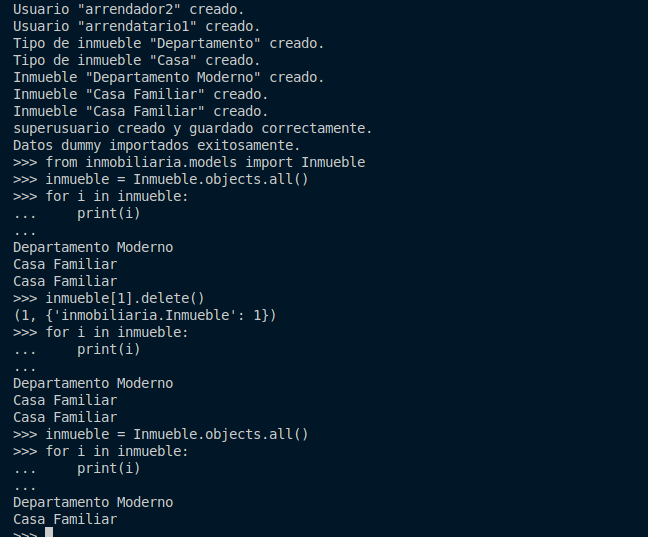 Usuario "arrendador2" creado.
Usuario "arrendatario1" creado.
Tipo de inmueble "Departamento" creado.
Tipo de inmueble "Casa" creado.
Inmueble "Departamento Moderno" creado.
Inmueble "Casa Familiar" creado.
Inmueble "Casa Familiar" creado.
superusuario creado y guardado correctamente.
Datos dummy importados exitosamente.
>>> from inmobiliaria.models import Inmueble
>>> inmueble = Inmueble.objects.all()
>>> for i in inmueble:
...     print(i)
...
Departamento Moderno
Casa Familiar
Casa Familiar
>>> inmueble[1].delete()
(1, {'inmobiliaria.Inmueble': 1})
>>> for i in inmueble:
...     print(i)
...
Departamento Moderno
Casa Familiar
Casa Familiar
>>> inmueble = Inmueble.objects.all()
>>> for i in inmueble:
...     print(i)
...
Departamento Moderno
Casa Familiar
>>>